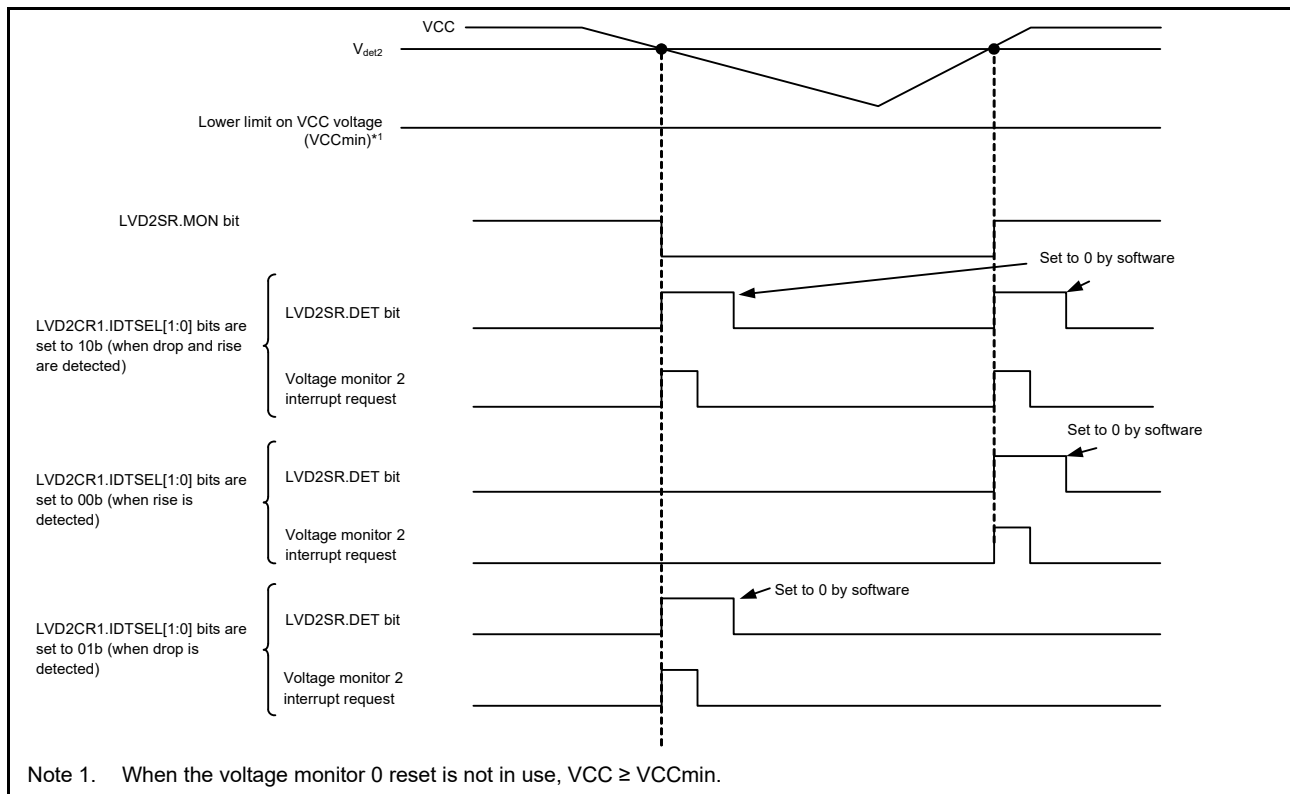 VCC
Vdet2
Lower limit on VCC voltage
(VCCmin)*1
LVD2SR.MON bit
Set to 0 by software
LVD2CR1.IDTSEL[1:0] bits are
set to 10b (when drop and rise
are detected)
LVD2SR.DET bit
Voltage monitor 2
interrupt request
Set to 0 by software
LVD2CR1.IDTSEL[1:0] bits are
set to 00b (when rise is
detected)
LVD2SR.DET bit
Voltage monitor 2
interrupt request
Set to 0 by software
LVD2CR1.IDTSEL[1:0] bits are
set to 01b (when drop is
detected)
LVD2SR.DET bit
Voltage monitor 2
interrupt request
Note 1. When the voltage monitor 0 reset is not in use, VCC ≥ VCCmin.